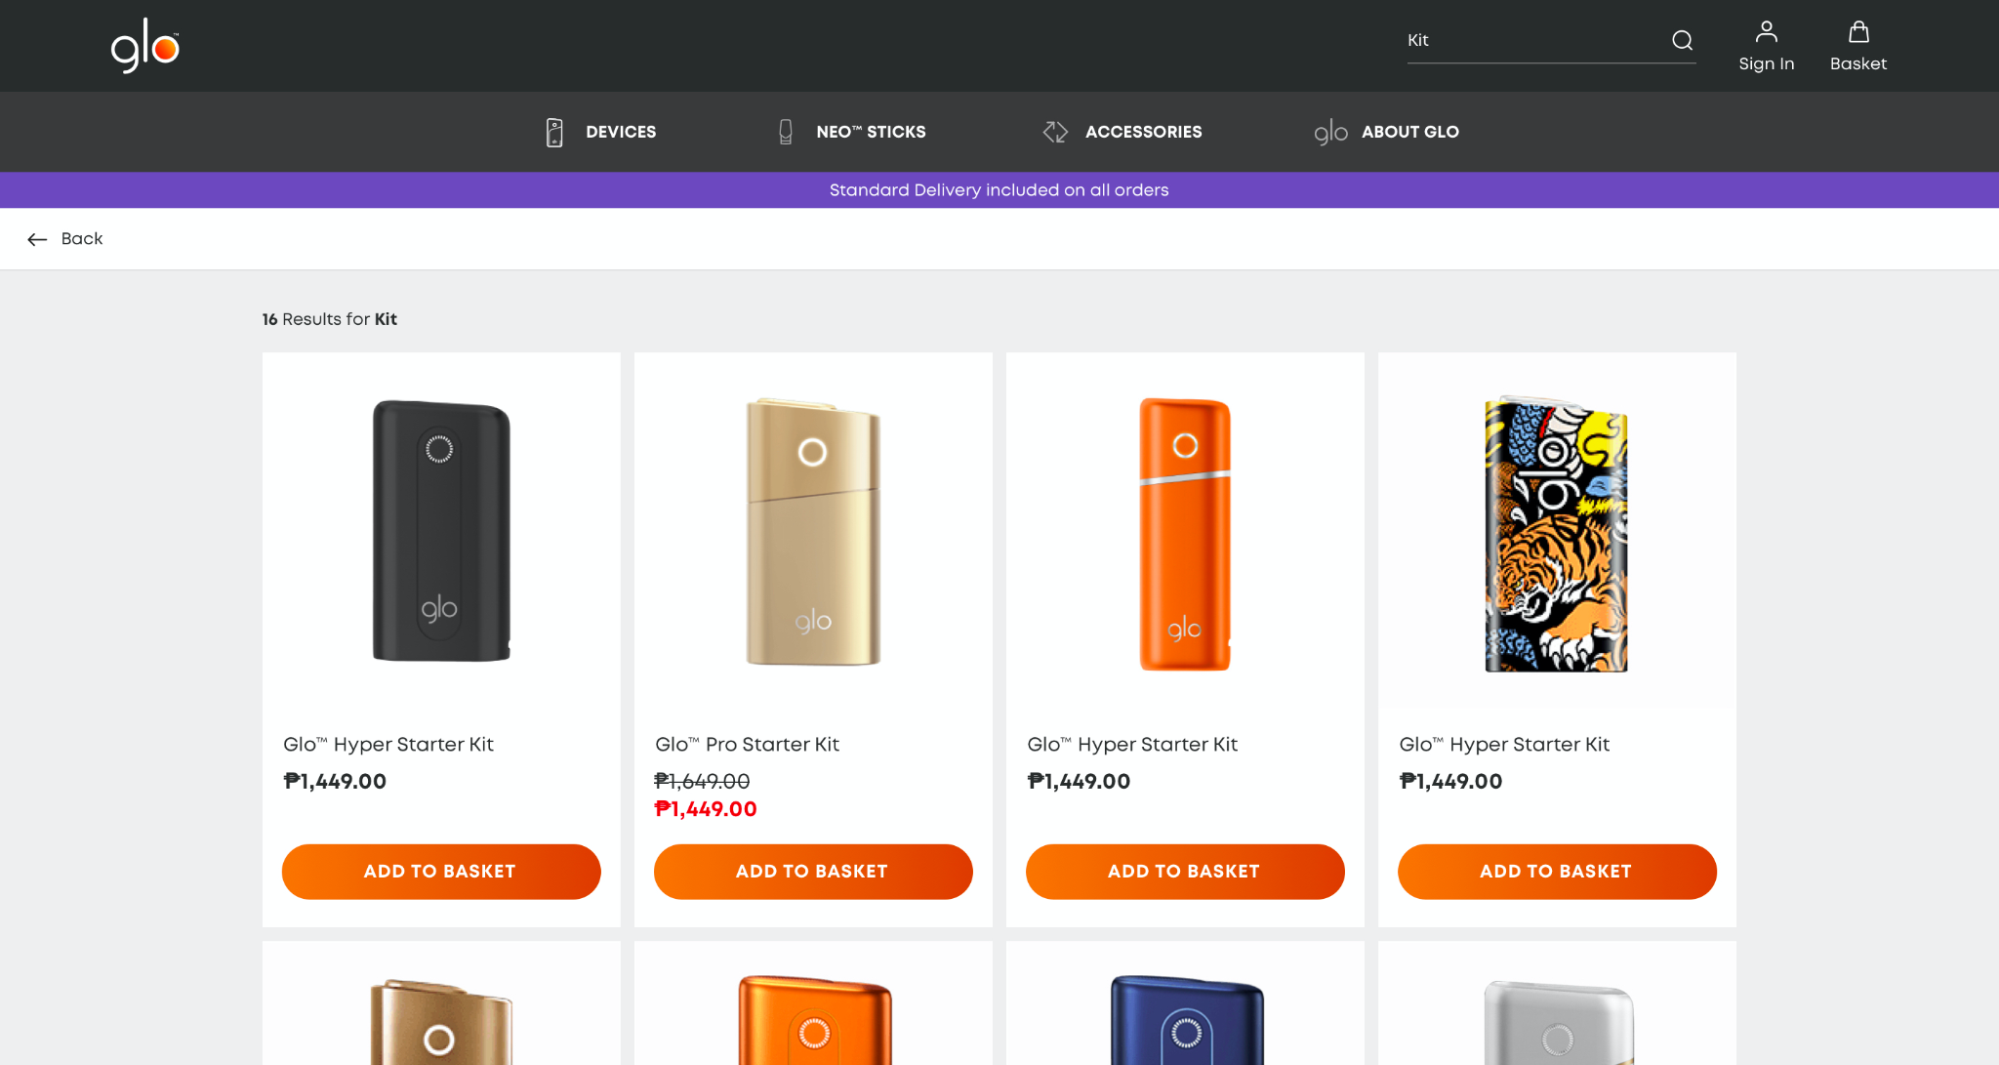 glo™
Kit
Sign In
Basket
DEVICES
NEO™ STICKS
ACCESSORIES
glo ABOUT GLO
Standard Delivery included on all orders
Back
16 Results for Kit
glo
glo
glo
glo
Glo™ Hyper Starter Kit
₱1,449.00
ADD TO BASKET
Glo™ Pro Starter Kit
₱1,649.00
₱1,449.00
ADD TO BASKET
Glo™ Hyper Starter Kit
₱1,449.00
ADD TO BASKET
Glo™ Hyper Starter Kit
₱1,449.00
ADD TO BASKET